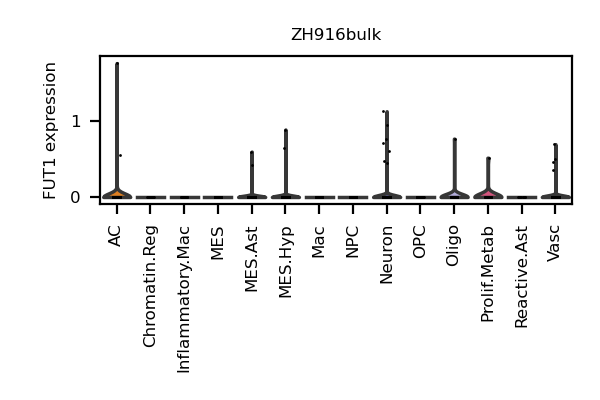 ZH916bulk
FUT1 expression
1
0
AC
Chromatin.Reg
Inflammatory.Mac
MES
MES.Ast
MES.Hyp
Mac
NPC
Neuron
OPC
Oligo
Prolif.Metab
Reactive.Ast
Vasc